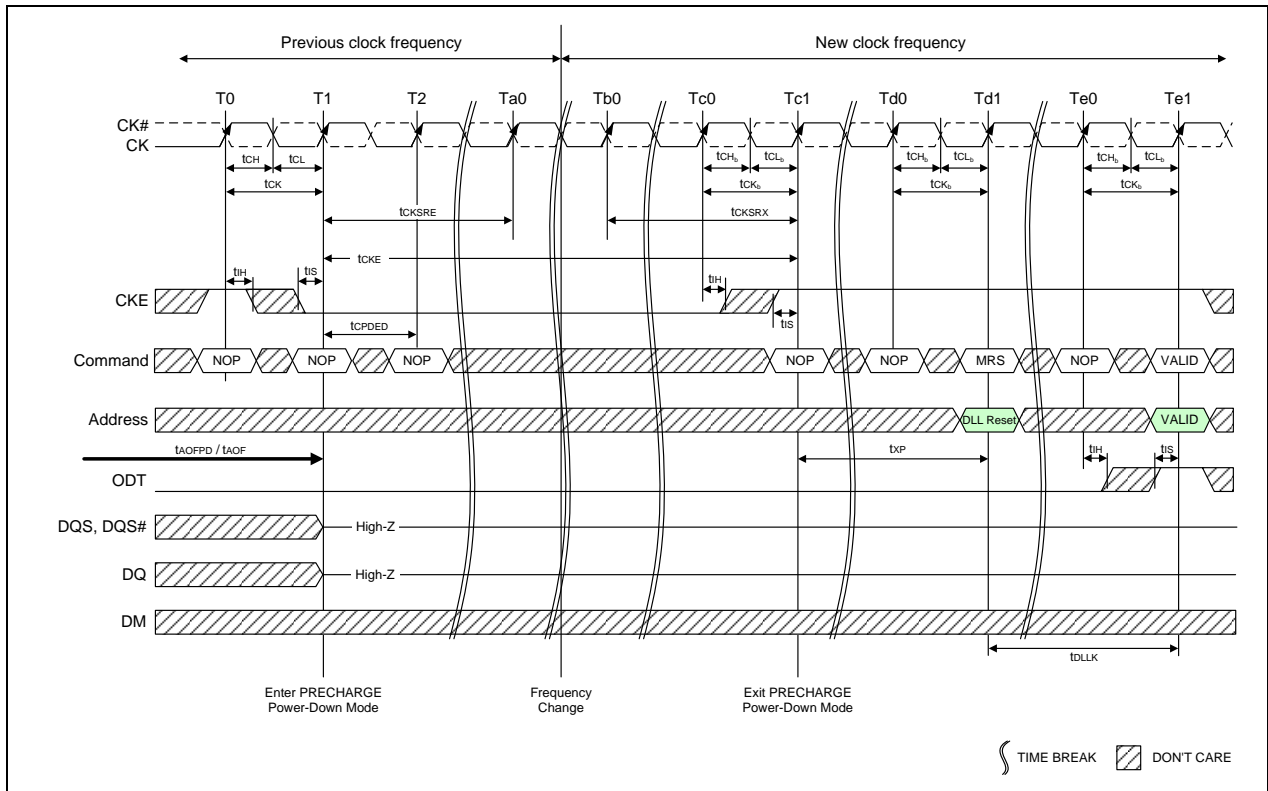 Previous clock frequency New clock frequency
T0 T1 T2 Ta0 Tb0 Tc0 Tc1 Td0 Td1 Te0 Te1
CK#
CK
tCH tCL tCHb tCLb tCHb tCLb tCHb tCLb
tCK tCKb tCKb tCKb
tCKSRE tCKSRX
tCKE
tIH tIS tIH
CKE
tIS
tCPDED
Command NOP NOP NOP NOP NOP MRS NOP VALID
Address DLL Reset VALID
tAOFPD / tAOF tXP tIH tIS
ODT
DQS, DQS# High-Z
DQ High-Z
DM
tDLLK
Enter PRECHARGE Frequency Exit PRECHARGE
Power-Down Mode Change Power-Down Mode
TIME BREAK DON'T CARE